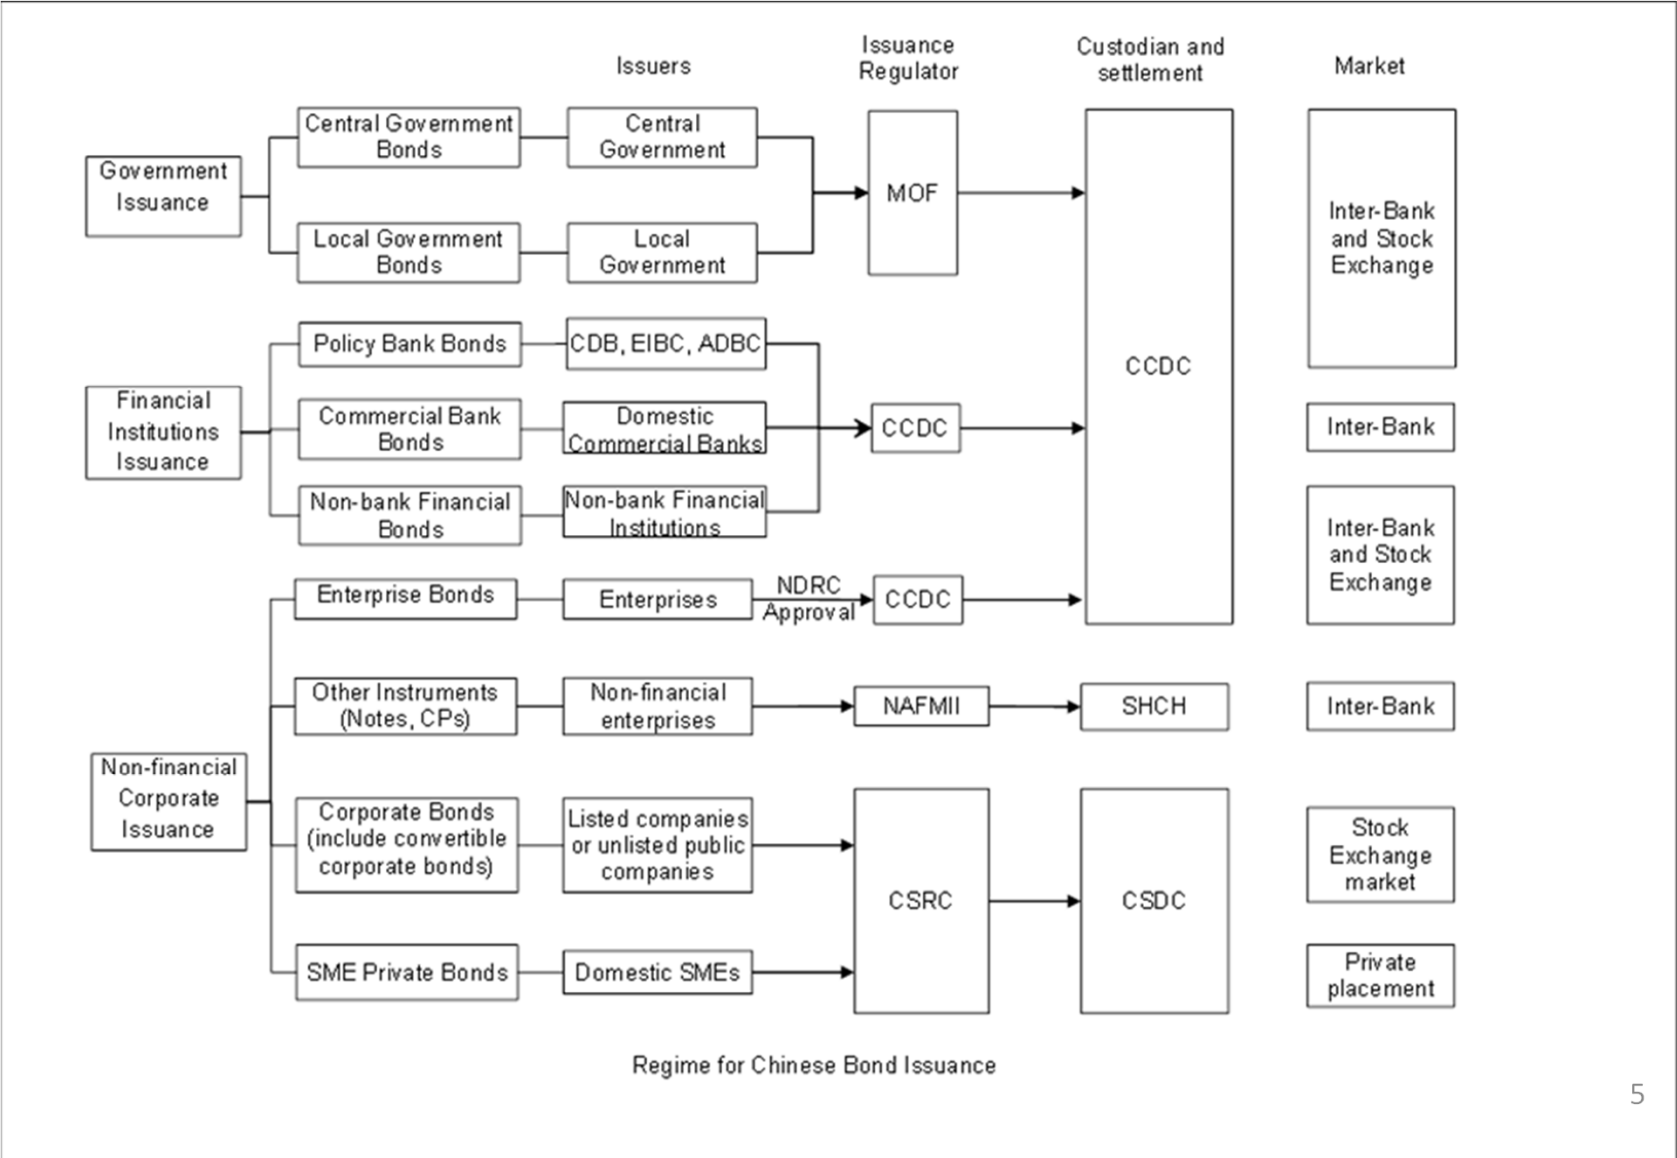 Issuers
Issuance
Regulator
Custodian and
settlement
Market
Government
Issuance
Central Government
Bonds
Central
Government
Local Government
Bonds
Local
Government
MOF
CCDC
Inter-Bank
and Stock
Exchange
Financial
Institutions
Issuance
Policy Bank Bonds
CDB, EIBC, ADBC
Commercial Bank
Bonds
Domestic
Commercial Banks
CCDC
Inter-Bank
Non-bank Financial
Bonds
Non-bank Financial
Institutions
Inter-Bank
and Stock
Exchange
Non-financial
Corporate
Issuance
Enterprise Bonds
Enterprises
NDRC
Approval
CCDC
Other Instruments
(Notes, CPs)
Non-financial
enterprises
NAFMII
SHCH
Inter-Bank
Corporate Bonds
(include convertible
corporate bonds)
Listed companies
or unlisted public
companies
CSRC
CSDC
Stock
Exchange
market
SME Private Bonds
Domestic SMEs
Private
placement
Regime for Chinese Bond Issuance
5